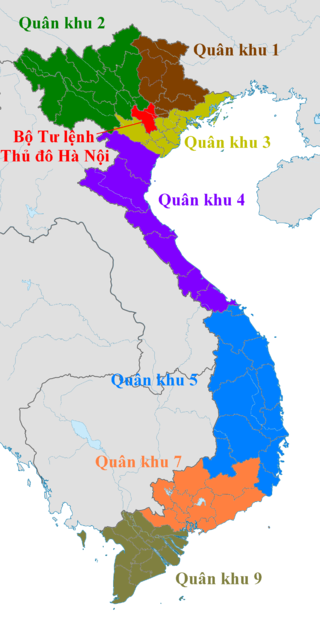 Quân khu 2
Quân khu 1
Bộ Tư lệnh
Thủ đô Hà Nội
Quân khu 3
Quân khu 4
Quân khu 5
Quân khu 7
Quân khu 9